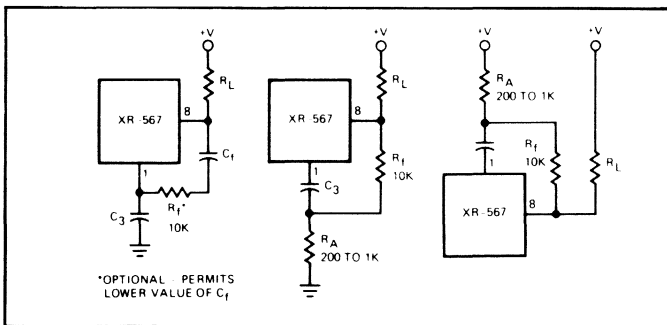 +V
R_L
XR-567
8
1
C_f
R_f*
10K
C_3
*OPTIONAL - PERMITS
LOWER VALUE OF C_f
+V
R_L
XR-567
8
1
C_3
R_f
10K
R_A
200 TO 1K
+V
+V
R_A
200 TO 1K
R_f
10K
R_L
1
XR-567
8